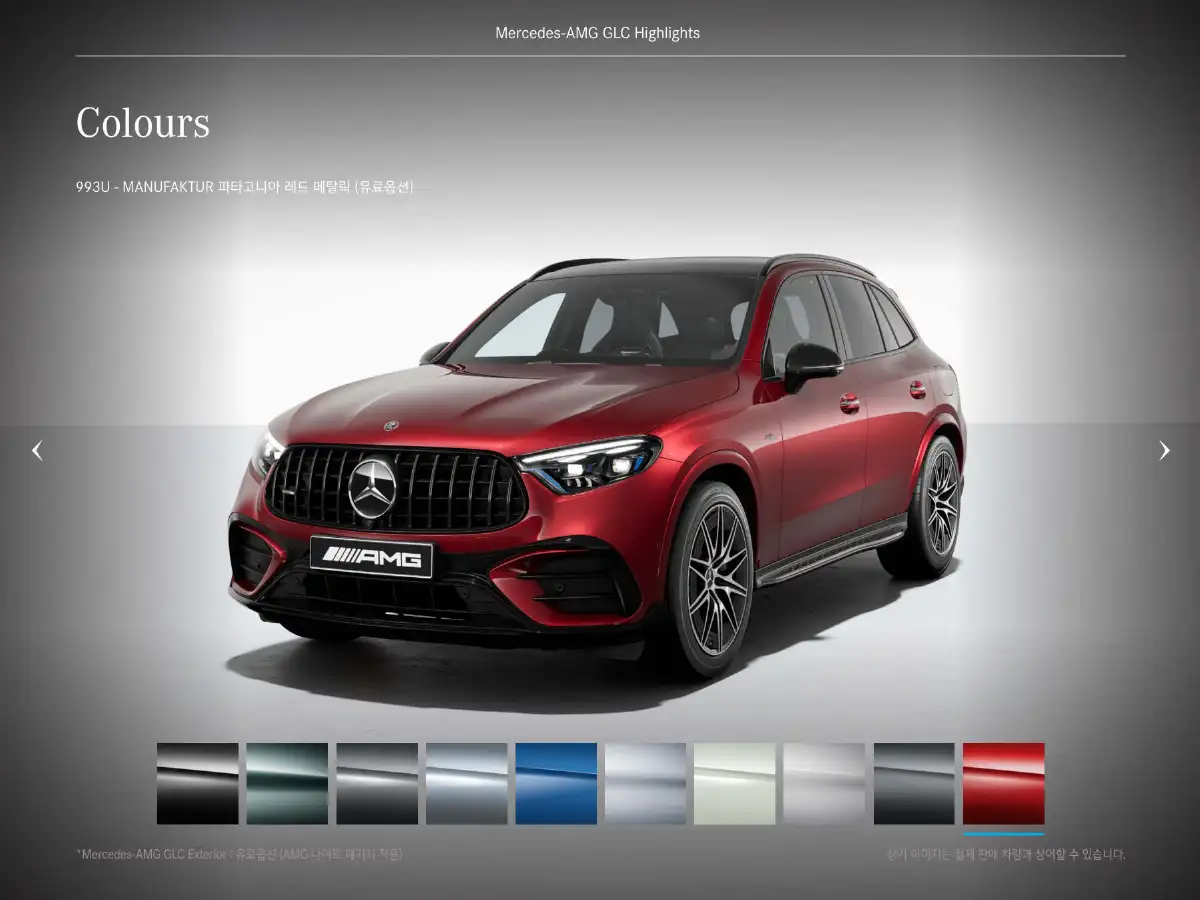 Mercedes-AMG GLC Highlights
Colours
993U - MANUFAKTUR 파타고니아 레드 메탈릭 (유료옵션)
AMG
*Mercedes-AMG GLC Exterior : 유료옵션 (AMG 나이트 패키지 적용)
상기 이미지는 실제 판매 차량과 상이할 수 있습니다.